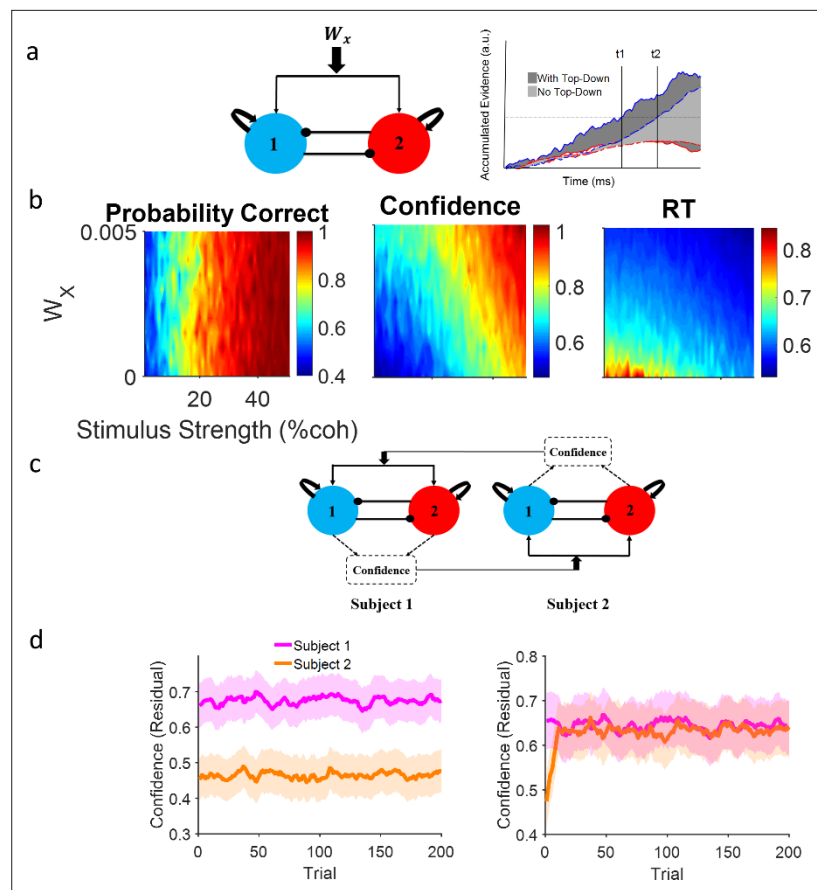 a
W_x
1
2
With Top-Down
No Top-Down
t1
t2
Accumulated Evidence (a.u.)
Time (ms)
b
Probability Correct
Confidence
RT
0.005
W_X
0
20
40
Stimulus Strength (%coh)
1
0.8
0.6
0.4
1
0.8
0.6
0.8
0.7
0.6
c
Confidence
1
2
1
2
Confidence
Subject 1
Subject 2
d
Subject 1
Subject 2
Confidence (Residual)
0.7
0.6
0.5
0.4
0.3
0
50
100
150
200
Trial
Confidence (Residual)
0.8
0.7
0.6
0.5
0.4
0
50
100
150
200
Trial